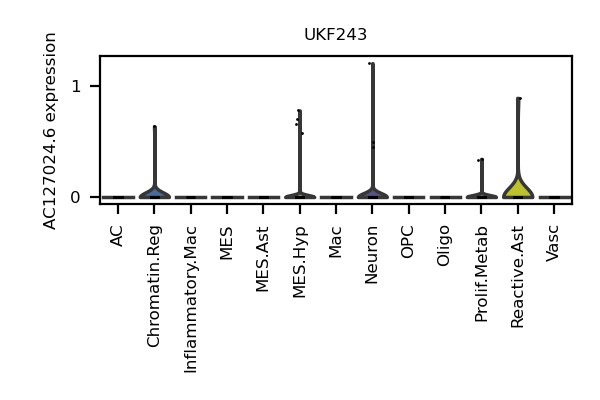 UKF243
AC127024.6 expression
1
0
AC
Chromatin.Reg
Inflammatory.Mac
MES
MES.Ast
MES.Hyp
Mac
Neuron
OPC
Oligo
Prolif.Metab
Reactive.Ast
Vasc